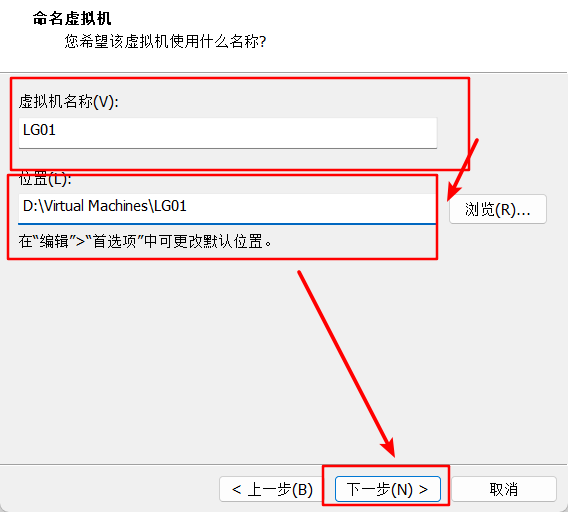 命名虚拟机
您希望该虚拟机使用什么名称?
虚拟机名称(V):
LG01
位置(L):
D:\Virtual Machines\LG01
浏览(R)...
在“编辑”>“首选项”中可更改默认位置。
< 上一步(B)
下一步(N) >
取消